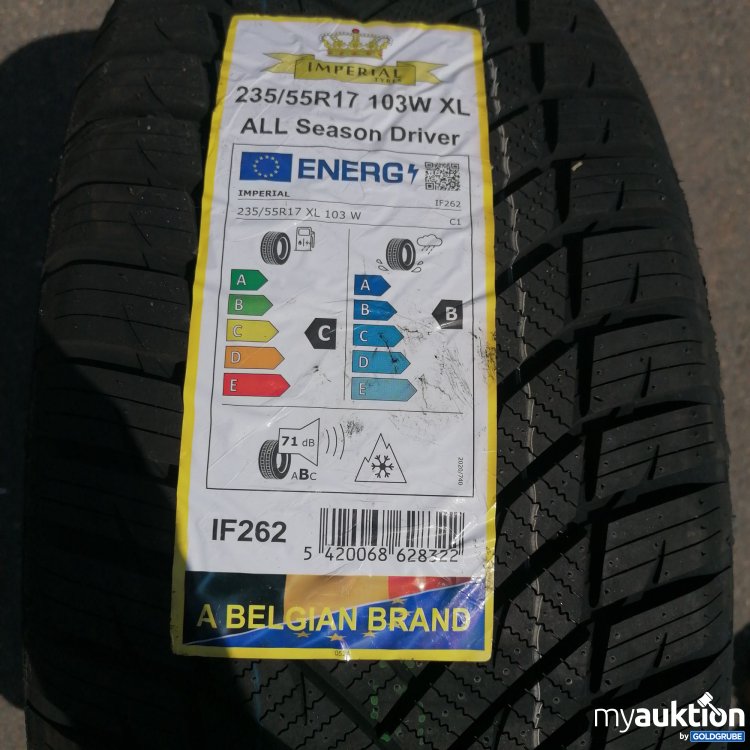 IMPERIAL
TYRES
235/55R17 103W XL
ALL Season Driver
ENERG
IMPERIAL IF262
235/55R17 XL 103 W C1
A
B
C
D
E
C
A
B
C
D
E
B
71 dB
ABC
2020/740
IF262
5 420068 628322
A BELGIAN BRAND
myauktion
by GOLDGRUBE